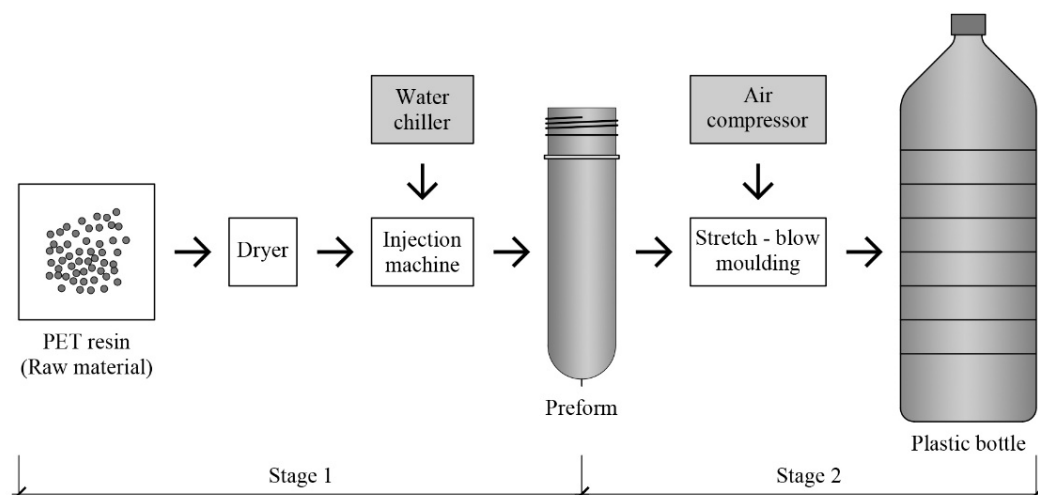 Water
chiller
Air
compressor
PET resin
(Raw material)
Dryer
Injection
machine
Preform
Stretch - blow
moulding
Plastic bottle
Stage 1
Stage 2